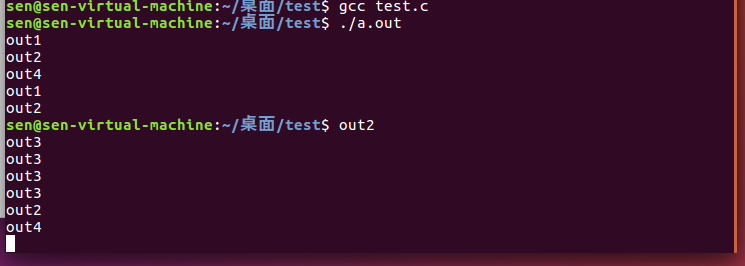 sen@sen-virtual-machine:~/桌面/test$ gcc test.c
sen@sen-virtual-machine:~/桌面/test$ ./a.out
out1
out2
out4
out1
out2
sen@sen-virtual-machine:~/桌面/test$ out2
out3
out3
out3
out3
out2
out4